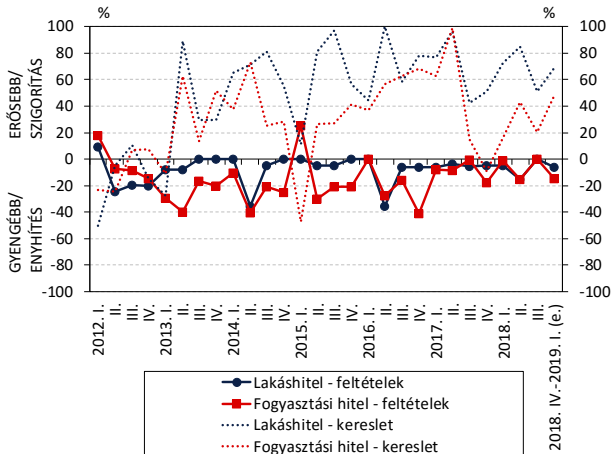 %
%
ERŐSEBB/
SZIGORÍTÁS
GYENGÉBB/
ENYHÍTÉS
100
80
60
40
20
0
-20
-40
-60
-80
-100
100
80
60
40
20
0
-20
-40
-60
-80
-100
2012. I.
II.
III.
IV.
2013. I.
II.
III.
IV.
2014. I.
II.
III.
IV.
2015. I.
II.
III.
IV.
2016. I.
II.
III.
IV.
2017. I.
II.
III.
IV.
2018. I.
II.
III.
2018. IV.-2019. I. (e.)
Lakáshitel - feltételek
Fogyasztási hitel - feltételek
Lakáshitel - kereslet
Fogyasztási hitel - kereslet